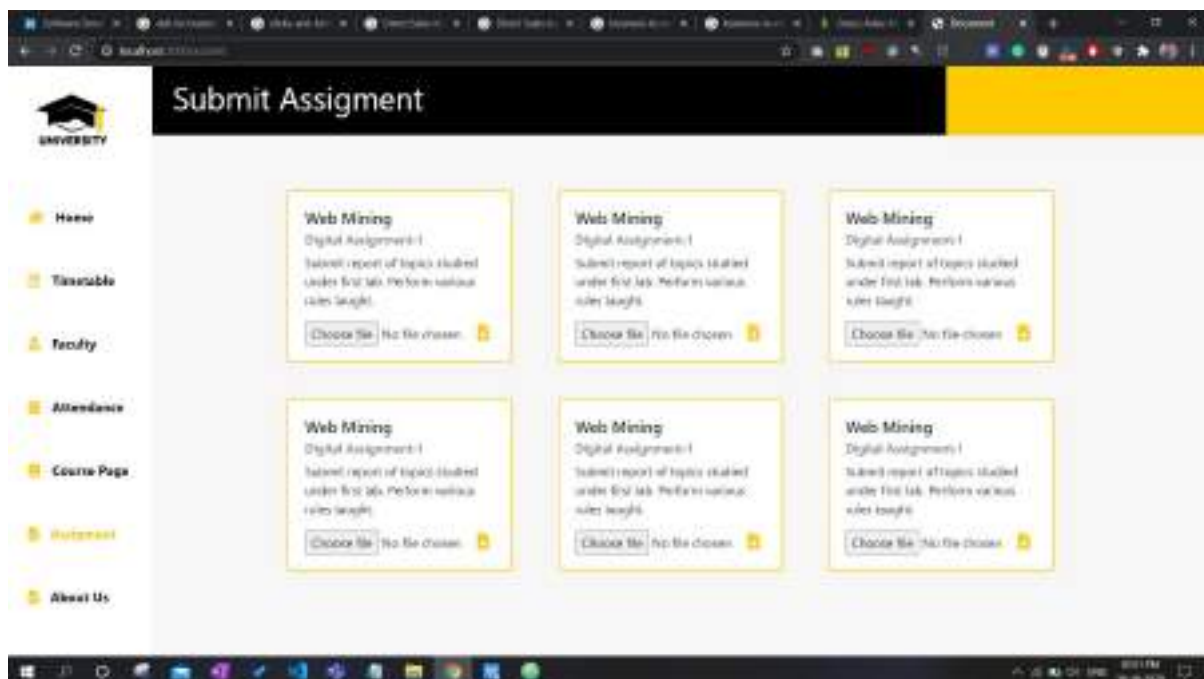 localhost
Submit Assigment
UNIVERSITY
Home
Timetable
Faculty
Attendance
Course Page
About Us
Web Mining
Digital Assignment-1
Submit report of topics studied
under first lab. Perform various
rules taught.
Choose file No file chosen
Web Mining
Digital Assignment-1
Submit report of topics studied
under first lab. Perform various
rules taught.
Choose file No file chosen
Web Mining
Digital Assignment-1
Submit report of topics studied
under first lab. Perform various
rules taught.
Choose file No file chosen
Web Mining
Digital Assignment-1
Submit report of topics studied
under first lab. Perform various
rules taught.
Choose file No file chosen
Web Mining
Digital Assignment-1
Submit report of topics studied
under first lab. Perform various
rules taught.
Choose file No file chosen
Web Mining
Digital Assignment-1
Submit report of topics studied
under first lab. Perform various
rules taught.
Choose file No file chosen
ENG